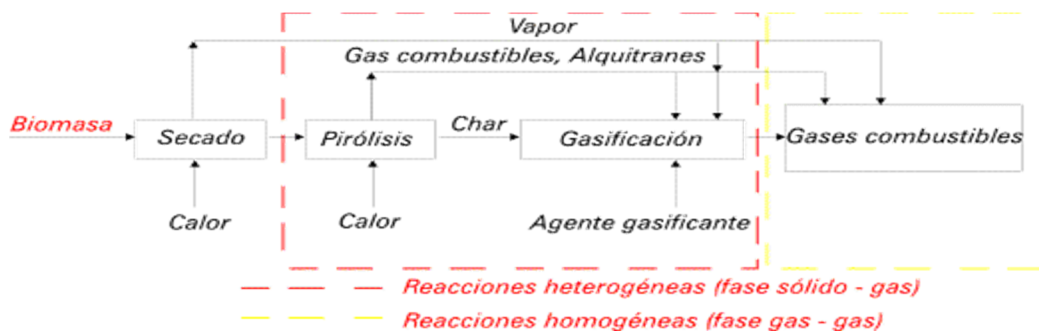 Vapor
Gas combustibles, Alquitranes
Biomasa
Secado
Pirólisis
Char
Gasificación
Gases combustibles
Calor
Calor
Agente gasificante
Reacciones heterogéneas (fase sólido - gas)
Reacciones homogéneas (fase gas - gas)